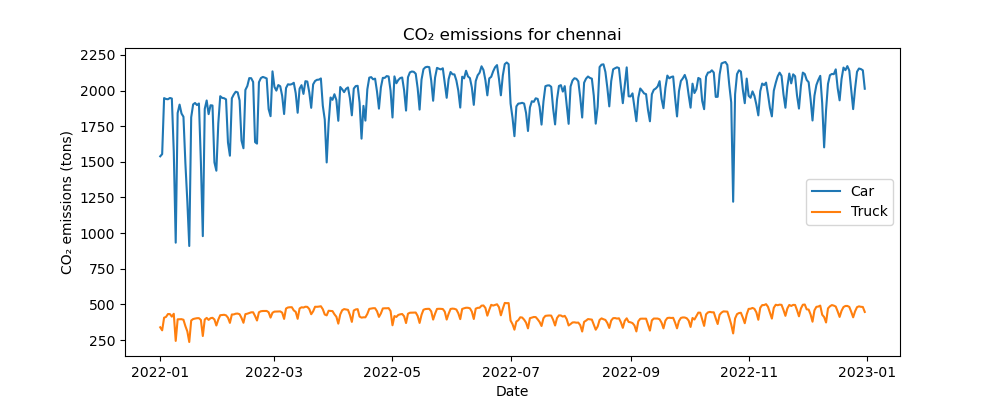 CO₂ emissions for chennai
CO₂ emissions (tons)
2250
2000
1750
1500
1250
1000
750
500
250
Car
Truck
2022-01 2022-03 2022-05 2022-07 2022-09 2022-11 2023-01
Date